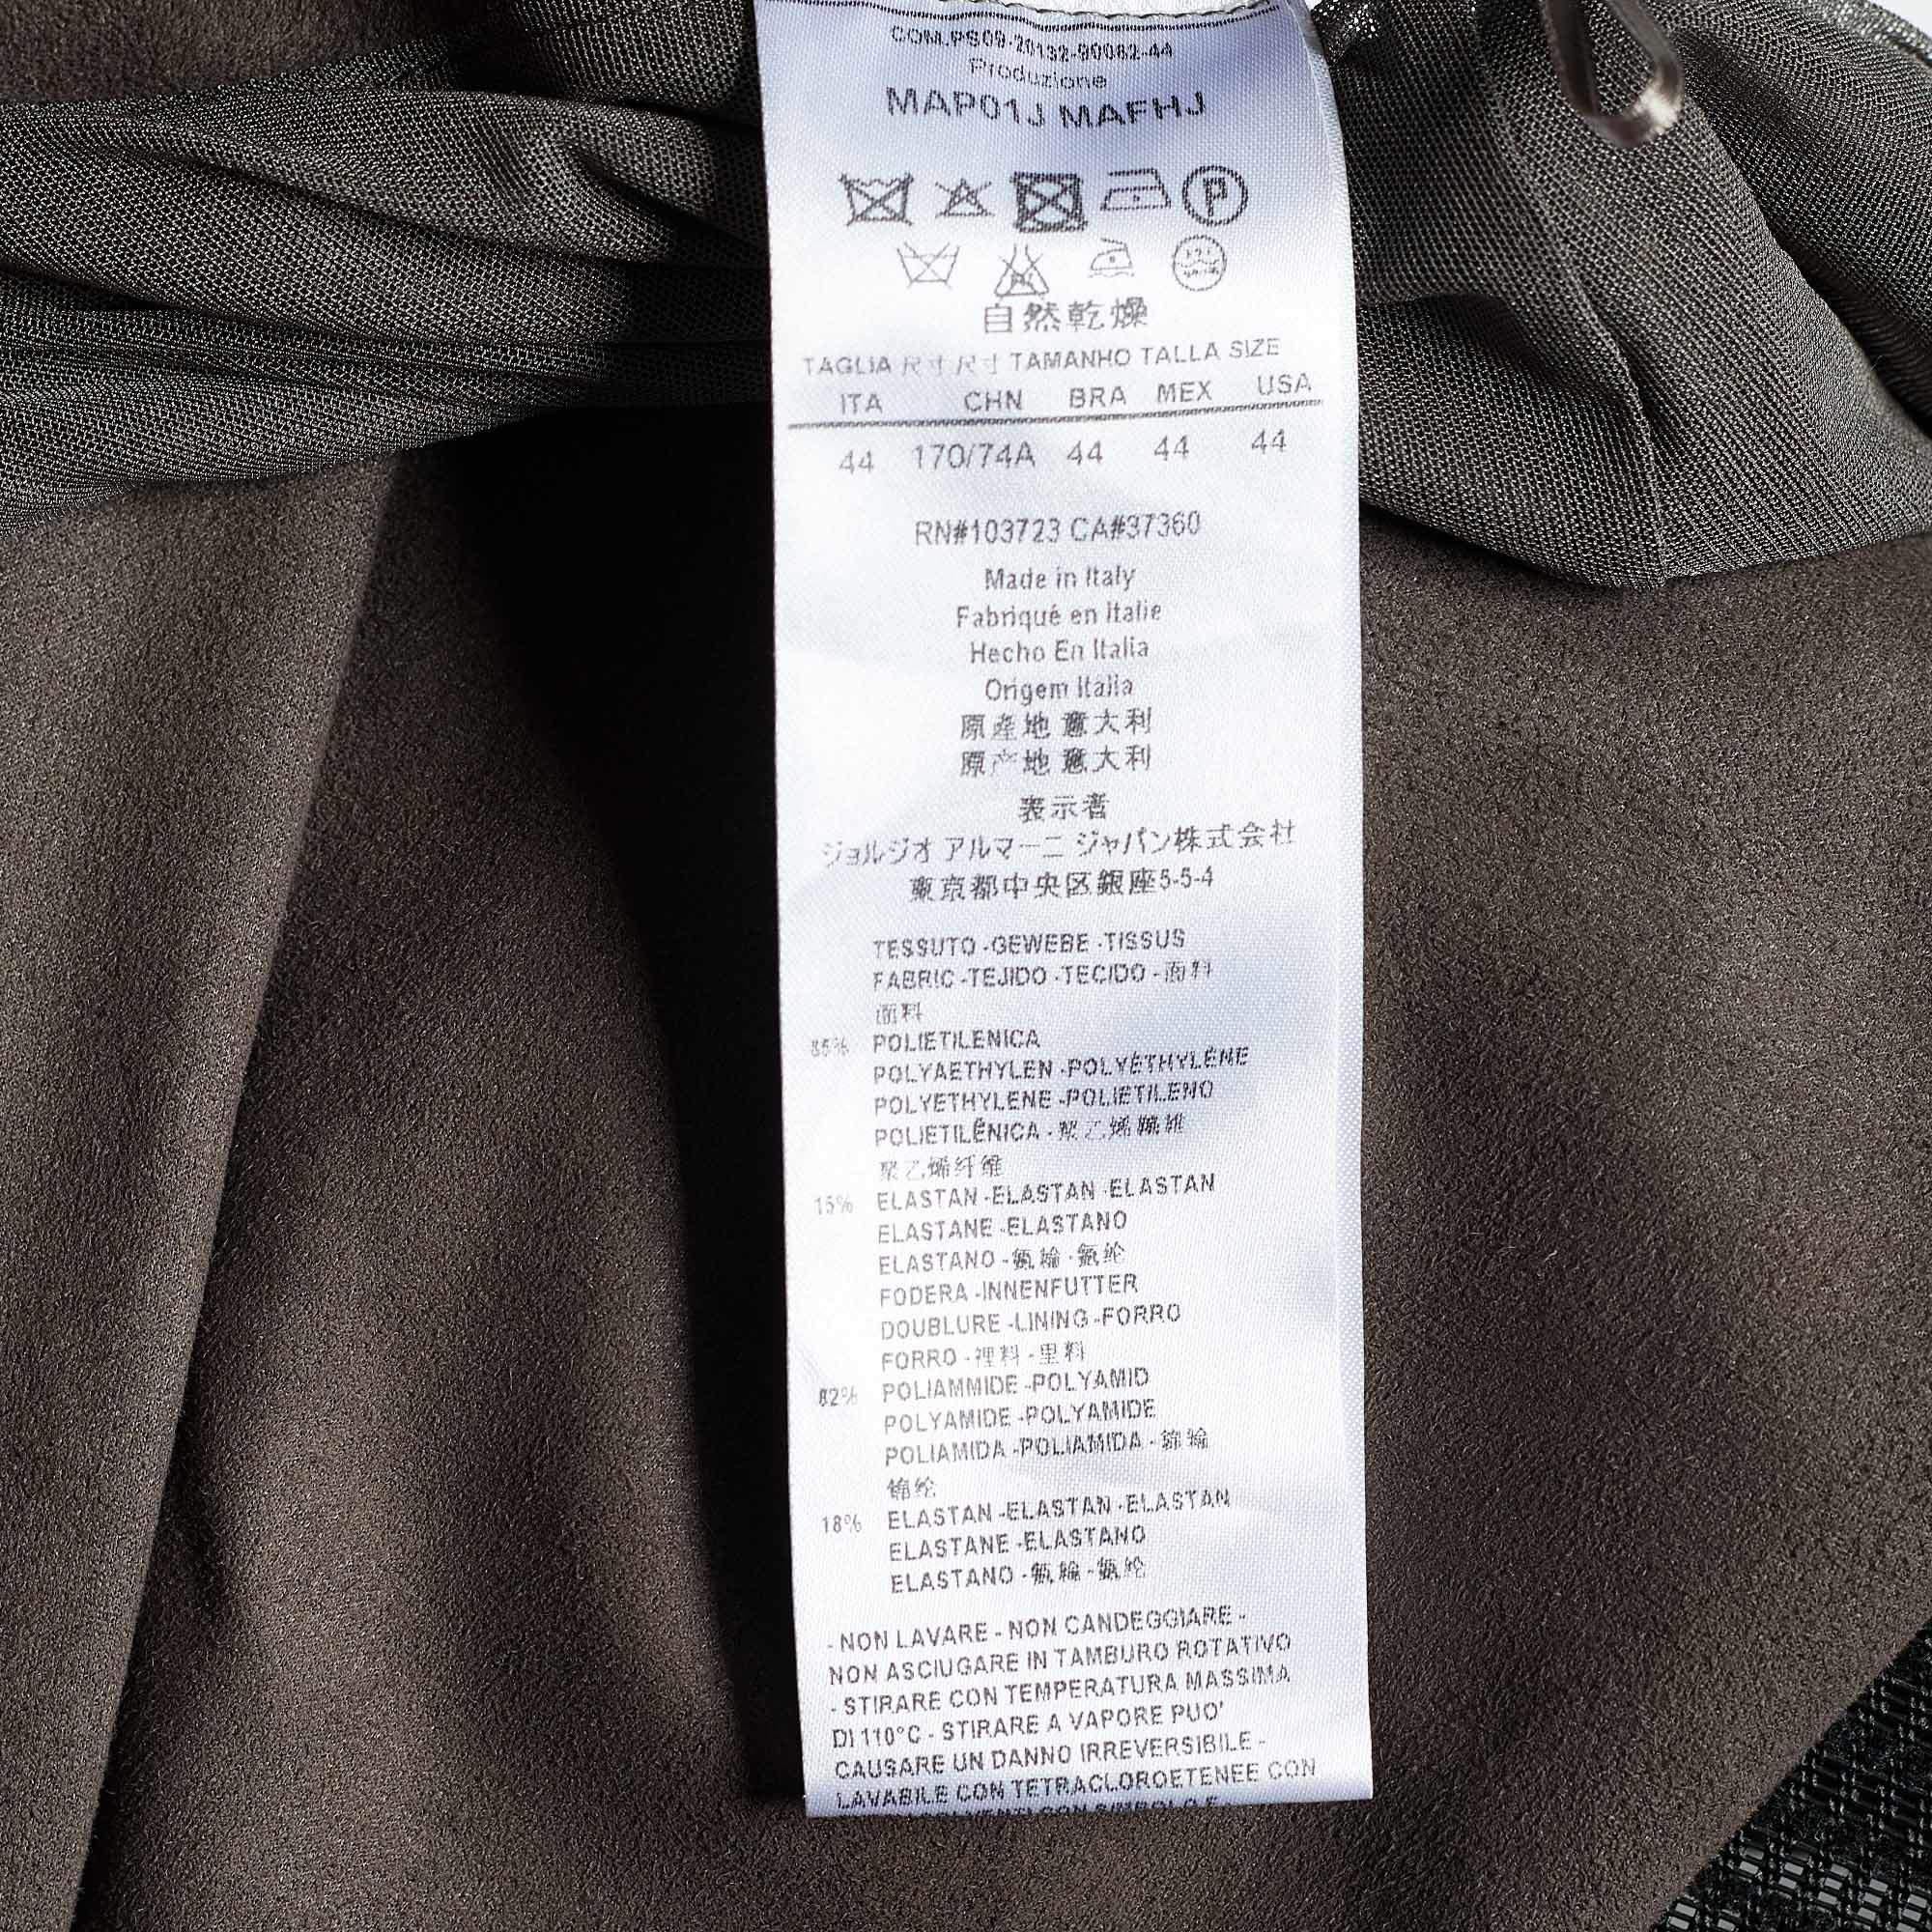 COM.PS09-20132-90082-44
Produzione
MAP01J MAFHJ
P
自然乾燥
TAGLIA 尺寸 尺寸 TAMANHO TALLA SIZE
ITA CHN BRA MEX USA
44 170/74A 44 44 44
RN#103723 CA#37360
Made in Italy
Fabriqué en Italie
Hecho En Italia
Origem Itália
原產地 意大利
原产地 意大利
表示者
ジョルジオ アルマーニ ジャパン株式会社
東京都中央区銀座5-5-4
TESSUTO -GEWEBE -TISSUS
FABRIC -TEJIDO -TECIDO - 面料
面料
85% POLIETILENICA
POLYAETHYLEN -POLYÉTHYLÈNE
POLYETHYLENE -POLIETILENO
POLIETILÊNICA - 聚乙烯纖維
聚乙烯纤维
15% ELASTAN -ELASTAN -ELASTAN
ELASTANE -ELASTANO
ELASTANO -氨綸 -氨纶
FODERA -INNENFUTTER
DOUBLURE -LINING -FORRO
FORRO -裡料 -里料
82% POLIAMMIDE -POLYAMID
POLYAMIDE -POLYAMIDE
POLIAMIDA -POLIAMIDA - 錦綸
锦纶
18% ELASTAN -ELASTAN -ELASTAN
ELASTANE -ELASTANO
ELASTANO -氨綸 -氨纶
- NON LAVARE - NON CANDEGGIARE -
NON ASCIUGARE IN TAMBURO ROTATIVO
- STIRARE CON TEMPERATURA MASSIMA
DI 110°C - STIRARE A VAPORE PUO'
CAUSARE UN DANNO IRREVERSIBILE -
LAVABILE CON TETRACLOROETENEE CON